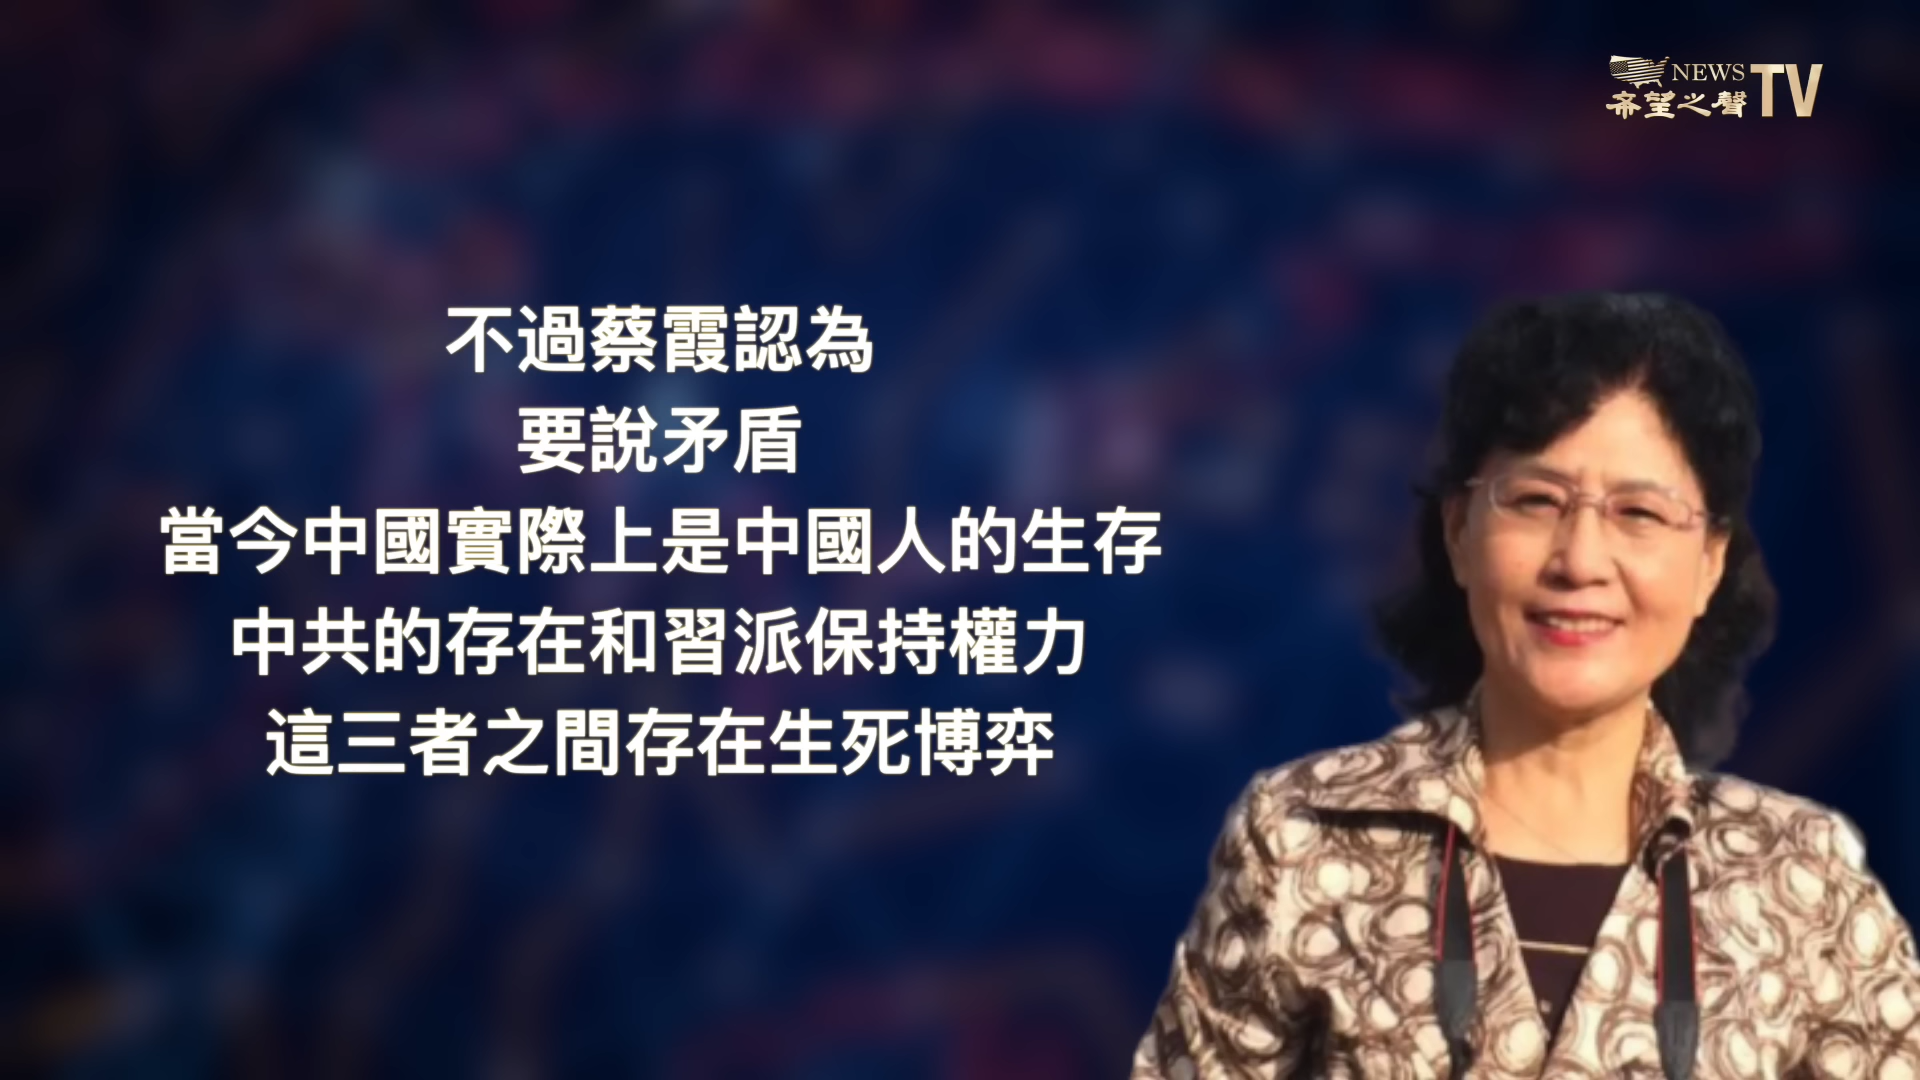 NEWS
希望之聲TV
不過蔡霞認為
要說矛盾
當今中國實際上是中國人的生存
中共的存在和習派保持權力
這三者之間存在生死博弈